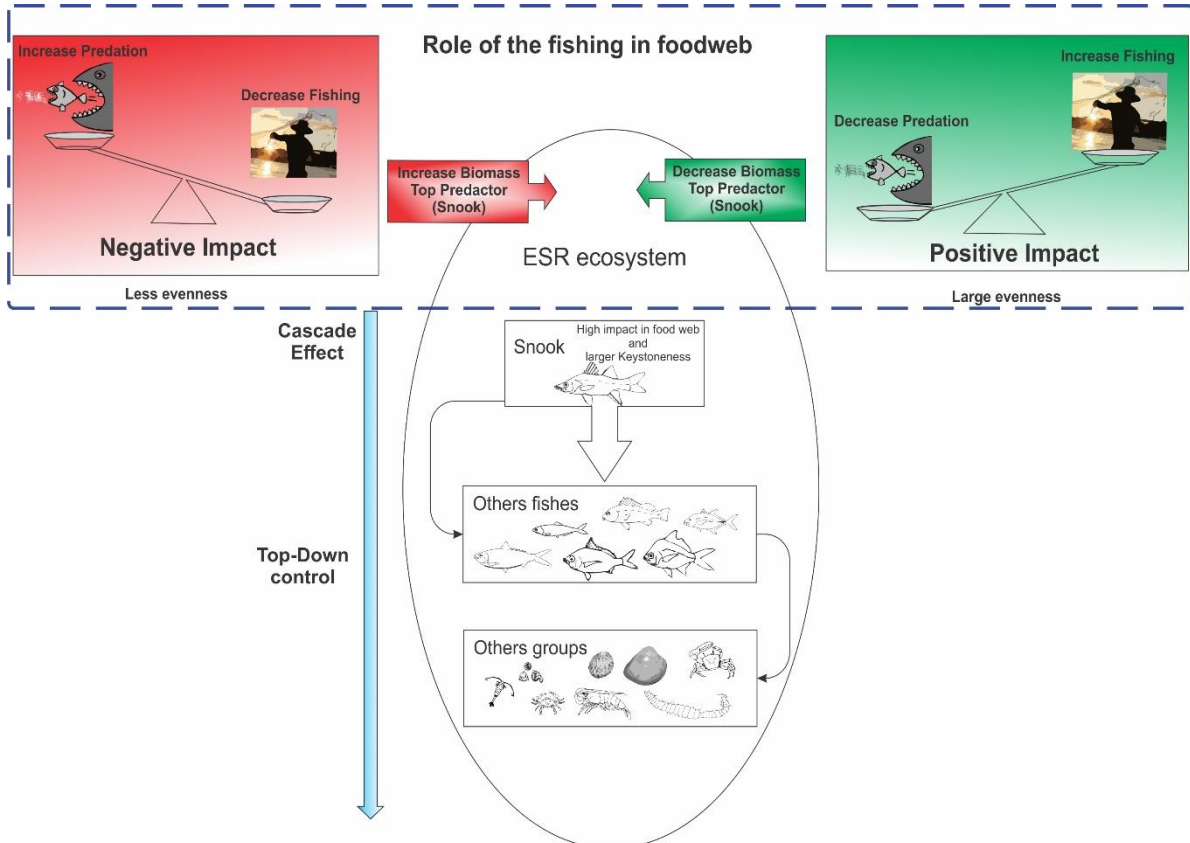 Role of the fishing in foodweb
Increase Predation
Decrease Fishing
Negative Impact
Less evenness
Increase Biomass
Top Predactor
(Snook)
Decrease Biomass
Top Predactor
(Snook)
Increase Fishing
Decrease Predation
Positive Impact
Large evenness
ESR ecosystem
Cascade
Effect
Snook
High impact in food web
and
larger Keystoneness
Others fishes
Top-Down
control
Others groups